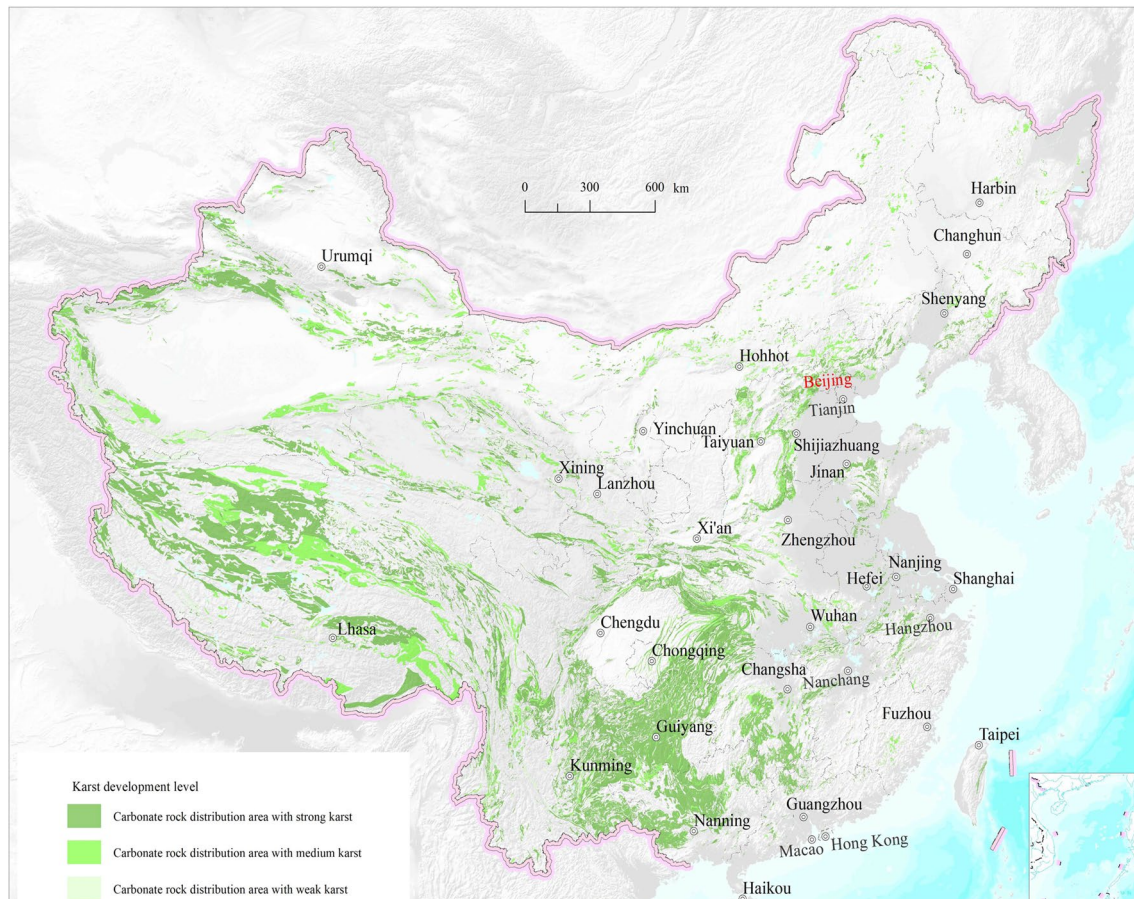 0 300 600 km
Harbin
Changhun
Urumqi
Shenyang
Hohhot
Beijing
Tianjin
Yinchuan
Taiyuan
Shijiazhuang
Xining
Jinan
Lanzhou
Xi'an
Zhengzhou
Nanjing
Hefei
Shanghai
Wuhan
Hangzhou
Lhasa
Chengdu
Chongqing
Changsha
Nanchang
Fuzhou
Guiyang
Taipei
Kunming
Guangzhou
Nanning
Macao
Hong Kong
Haikou
Karst development level
Carbonate rock distribution area with strong karst
Carbonate rock distribution area with medium karst
Carbonate rock distribution area with weak karst